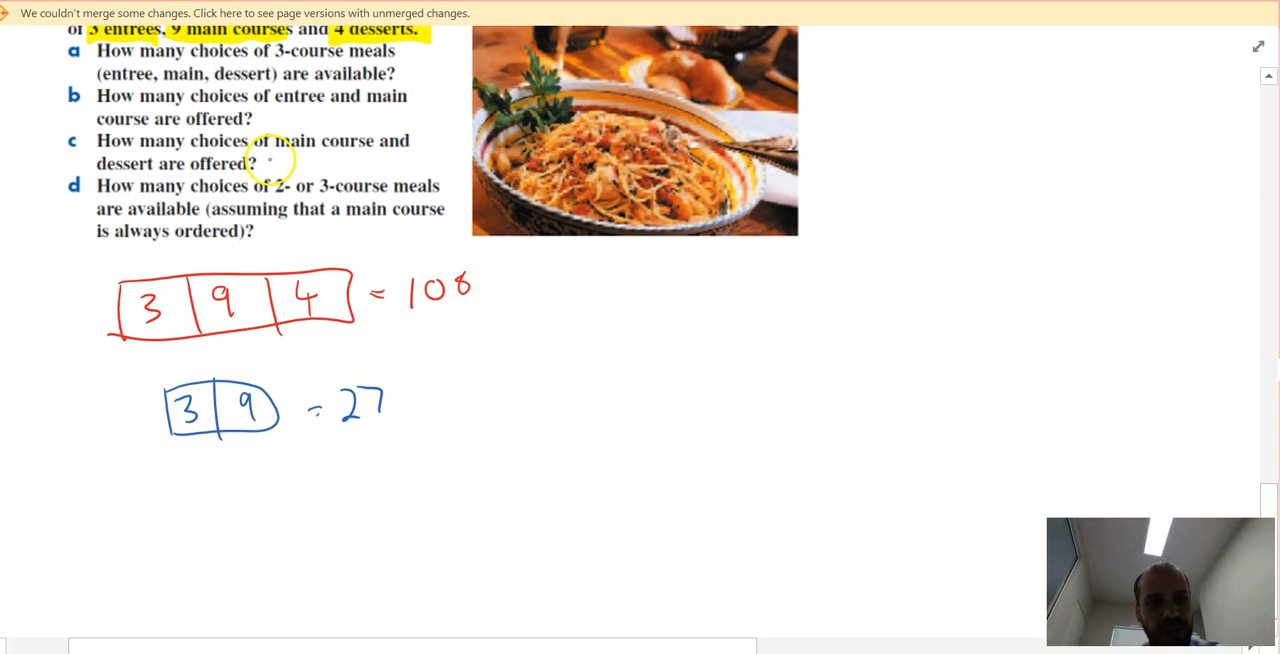 We couldn't merge some changes. Click here to see page versions with unmerged changes.
of 3 entrées, 9 main courses and 4 desserts.
a How many choices of 3-course meals
(entree, main, dessert) are available?
b How many choices of entree and main
course are offered?
c How many choices of main course and
dessert are offered?
d How many choices of 2- or 3-course meals
are available (assuming that a main course
is always ordered)?
3 9 4 = 108
3 9 = 27